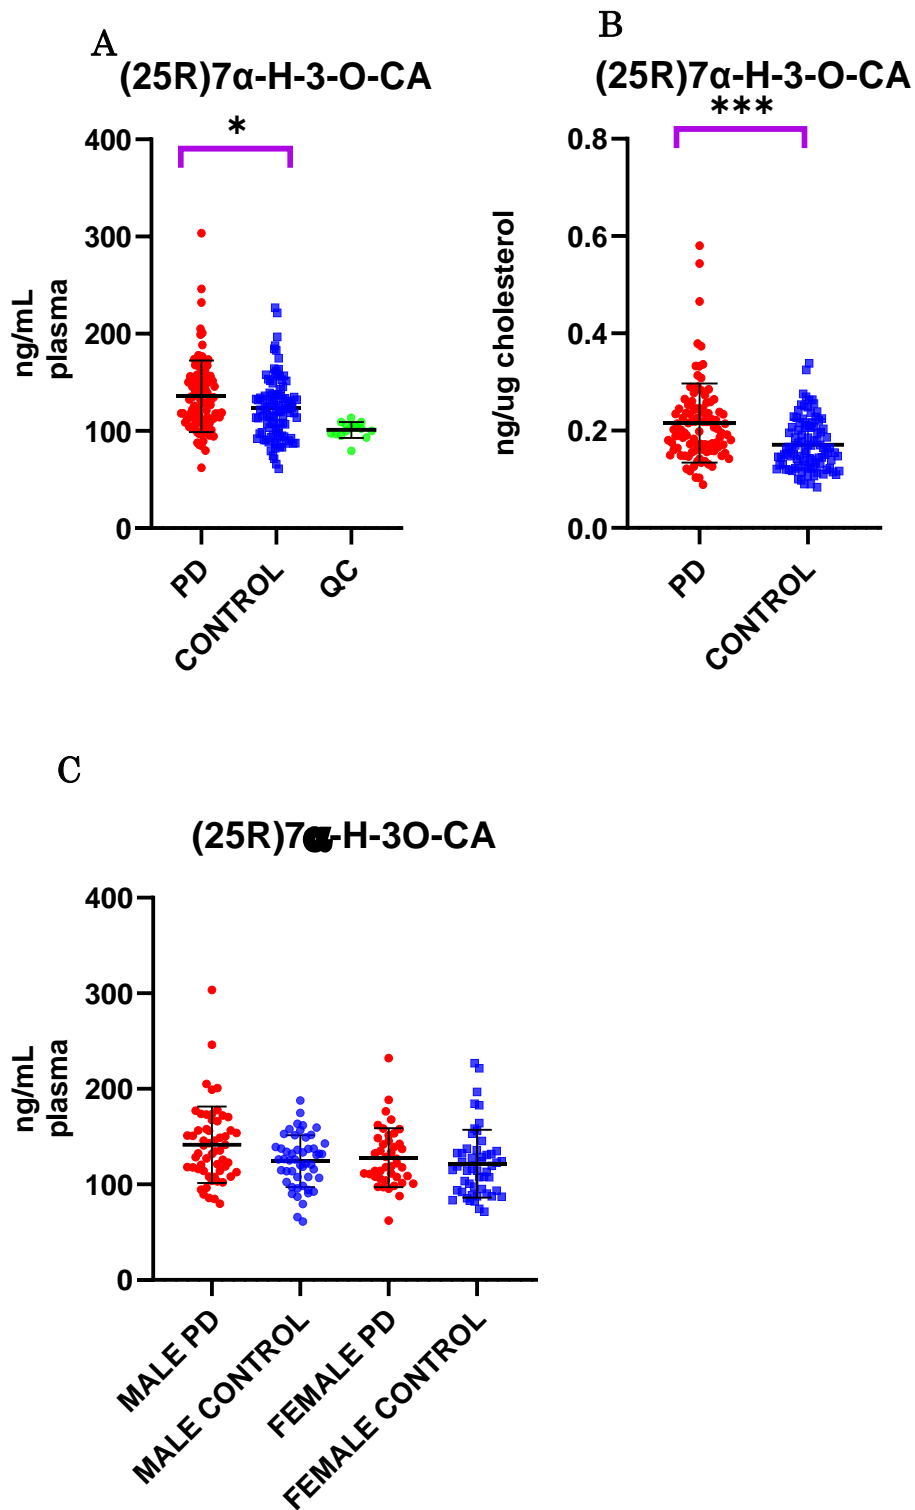 A
(25R)7α-H-3-O-CA
*
400
300
200
100
0
ng/mL
plasma
PD
CONTROL
QC
B
(25R)7α-H-3-O-CA
***
0.8
0.6
0.4
0.2
0.0
ng/ug cholesterol
PD
CONTROL
C
(25R)7α-H-3O-CA
400
300
200
100
0
ng/mL
plasma
MALE PD
MALE CONTROL
FEMALE PD
FEMALE CONTROL